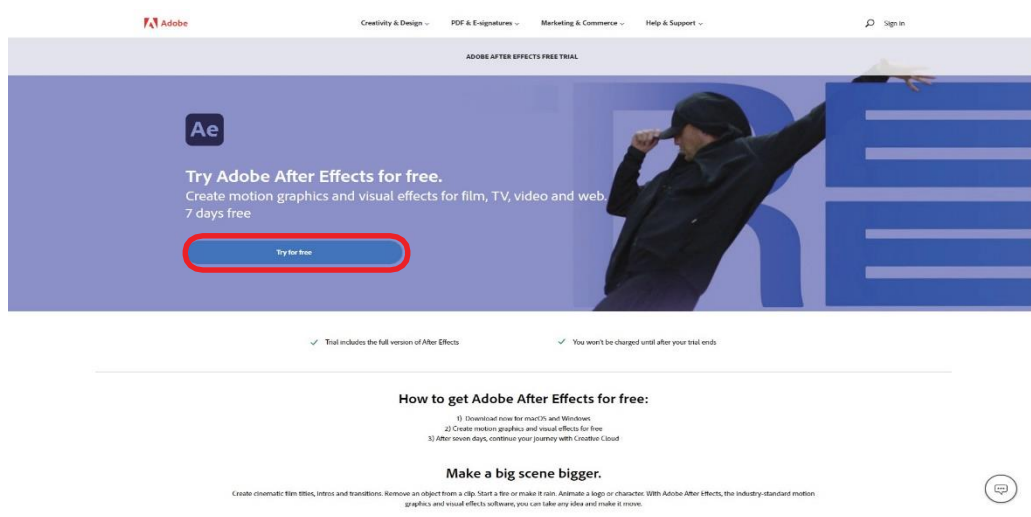 Adobe
Creativity & Design PDF & E-signatures Marketing & Commerce Help & Support Sign in
ADOBE AFTER EFFECTS FREE TRIAL
RE
Ae
Try Adobe After Effects for free.
Create motion graphics and visual effects for film, TV, video and web.
7 days free
Try for free
Trial includes the full version of After Effects You won't be charged until after your trial ends
How to get Adobe After Effects for free:
1) Download now for macOS and Windows
2) Create motion graphics and visual effects for free
3) After seven days, continue your journey with Creative Cloud
Make a big scene bigger.
Create cinematic film titles, intros and transitions. Remove an object from a clip. Start a fire or make it rain. Animate a logo or character. With Adobe After Effects, the industry-standard motion
graphics and visual effects software, you can take any idea and make it move.